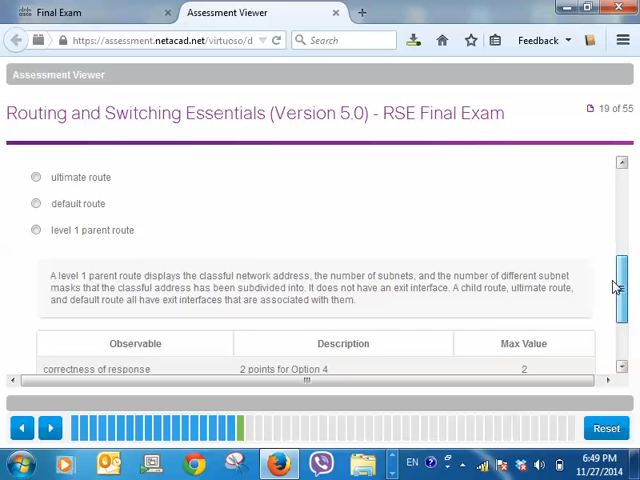 Final Exam
Assessment Viewer
https://assessment.netacad.net/virtuoso/d
Search
Feedback
Assessment Viewer
Routing and Switching Essentials (Version 5.0) - RSE Final Exam
19 of 55
ultimate route
default route
level 1 parent route
A level 1 parent route displays the classful network address, the number of subnets, and the number of different subnet
masks that the classful address has been subdivided into. It does not have an exit interface. A child route, ultimate route,
and default route all have exit interfaces that are associated with them.
Observable Description Max Value
correctness of response 2 points for Option 4 2
Reset
EN
6:49 PM
11/27/2014